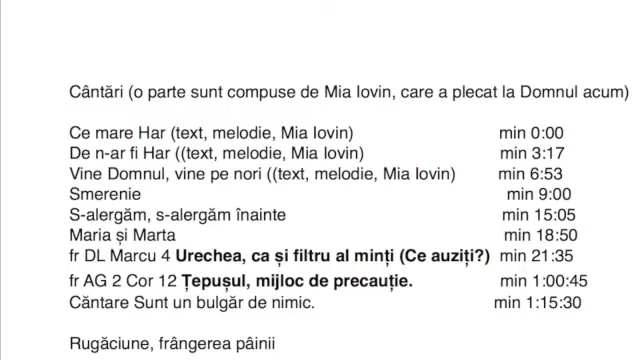 Cântări (o parte sunt compuse de Mia Iovin, care a plecat la Domnul acum)
Ce mare Har (text, melodie, Mia Iovin) min 0:00
De n-ar fi Har ((text, melodie, Mia Iovin) min 3:17
Vine Domnul, vine pe nori ((text, melodie, Mia Iovin) min 6:53
Smerenie min 9:00
S-alergăm, s-alergăm înainte min 15:05
Maria și Marta min 18:50
fr DL Marcu 4 Urechea, ca și filtru al minți (Ce auziți?) min 21:35
fr AG 2 Cor 12 Țepușul, mijloc de precauție. min 1:00:45
Căntare Sunt un bulgăr de nimic. min 1:15:30
Rugăciune, frângerea pâinii